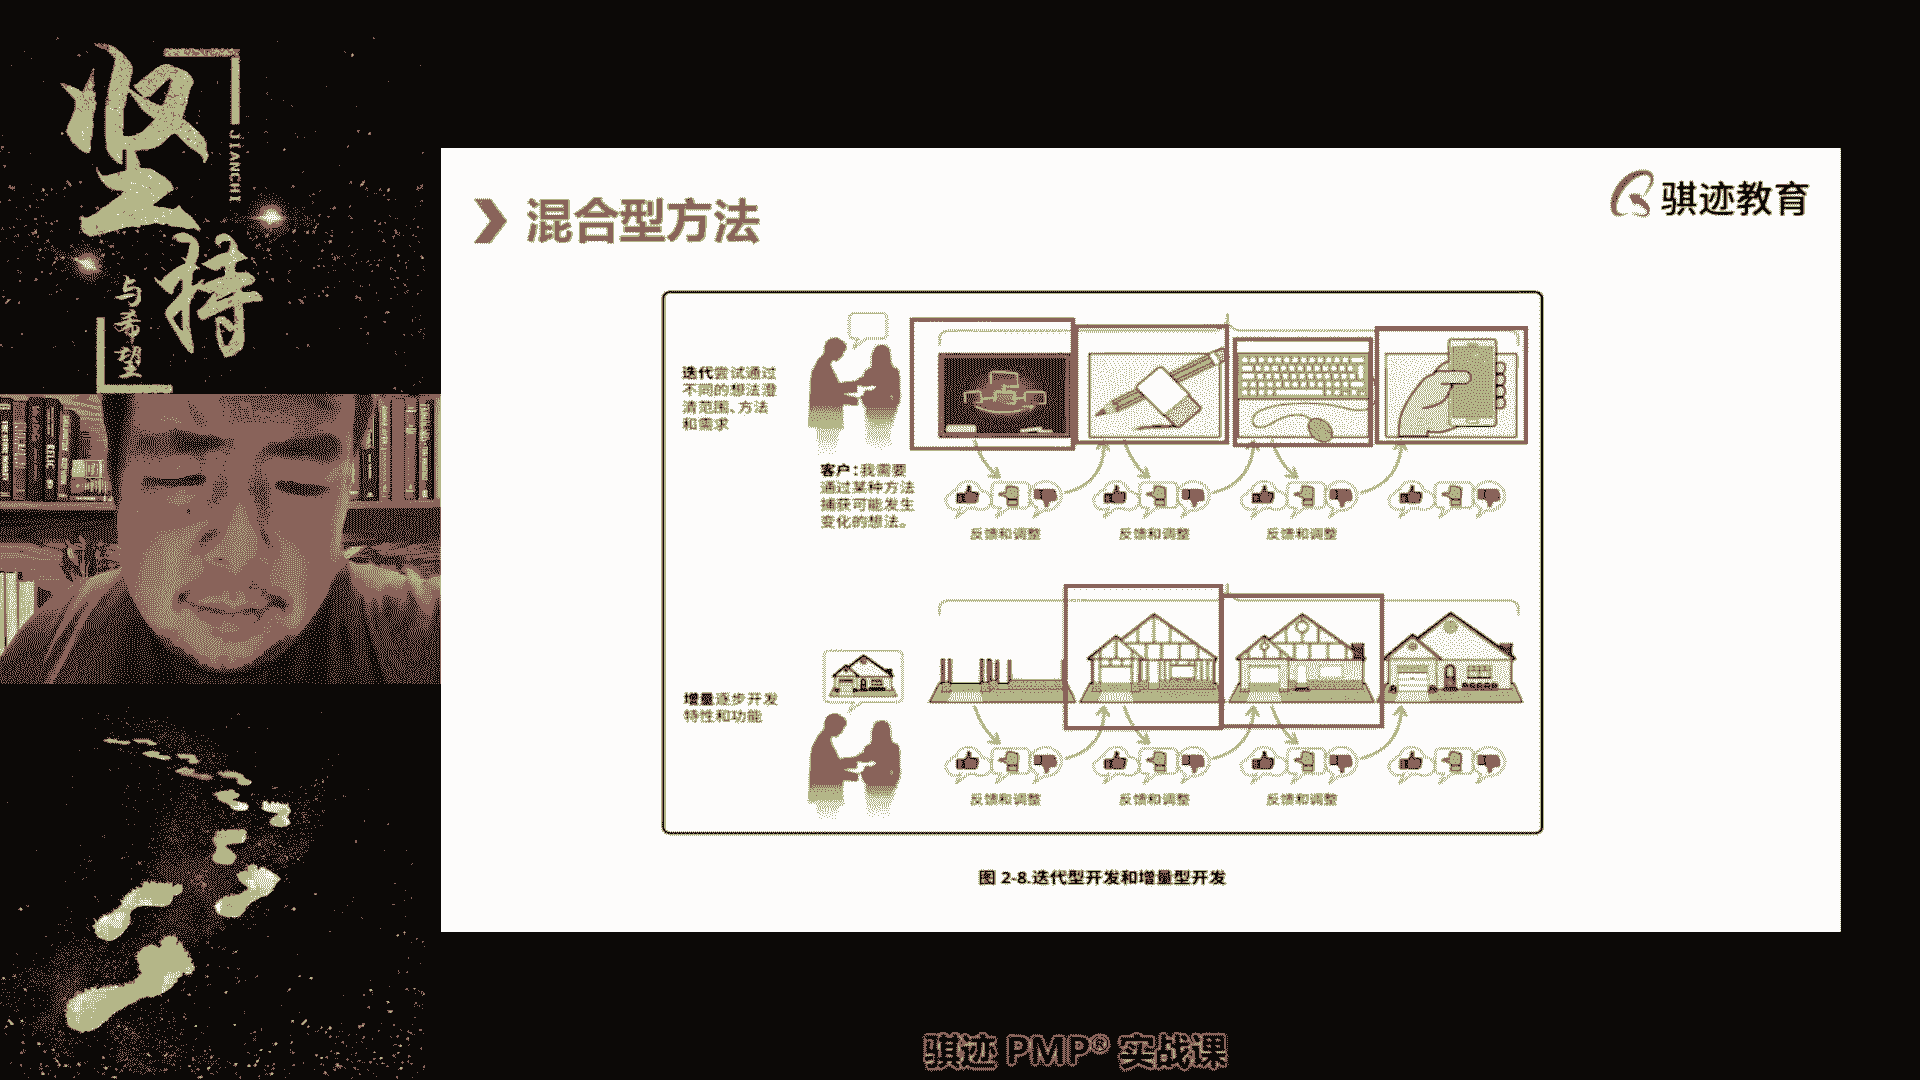 坚持
JIANCHI
与希望
混合型方法
骐迹教育
迭代尝试通过
不同的想法澄
清范围、方法
和需求
客户：我需要
通过某种方法
捕获可能发生
变化的想法。
反馈和调整
反馈和调整
反馈和调整
增量逐步开发
特性和功能
反馈和调整
反馈和调整
反馈和调整
图 2-8.迭代型开发和增量型开发
骐迹 PMP® 实战课